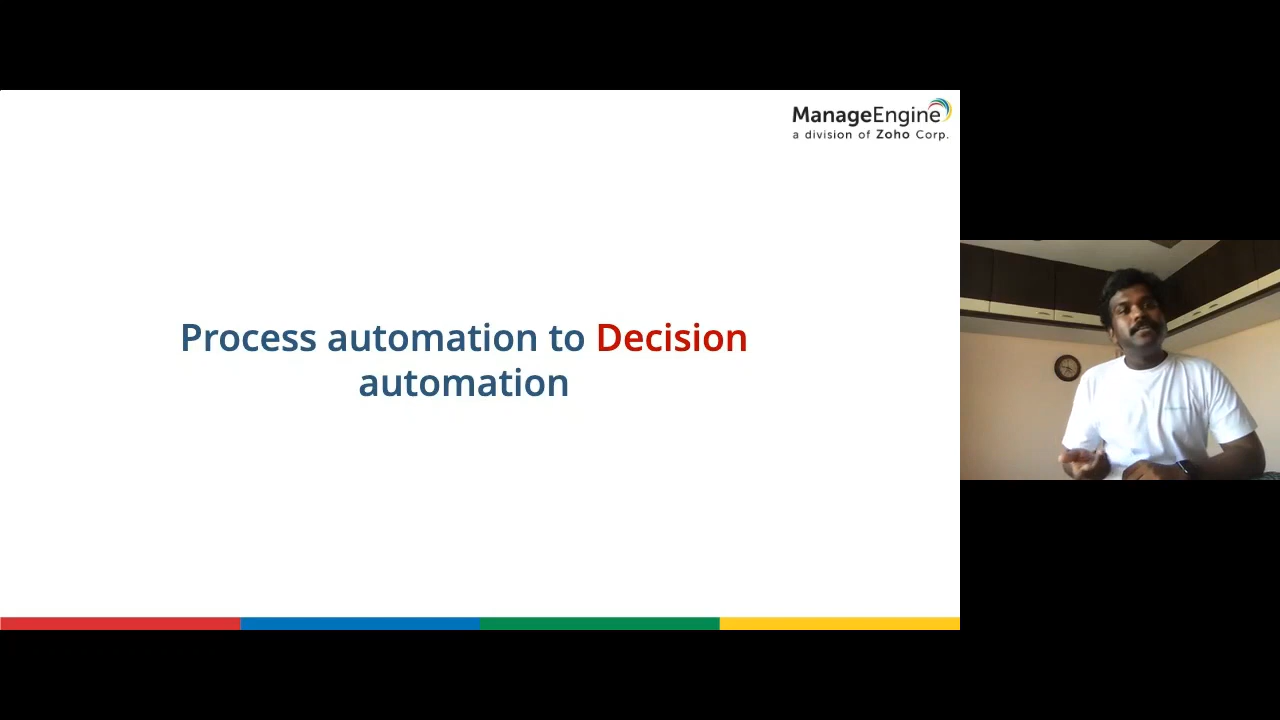 ManageEngine
a division of Zoho Corp.
Process automation to Decision
automation